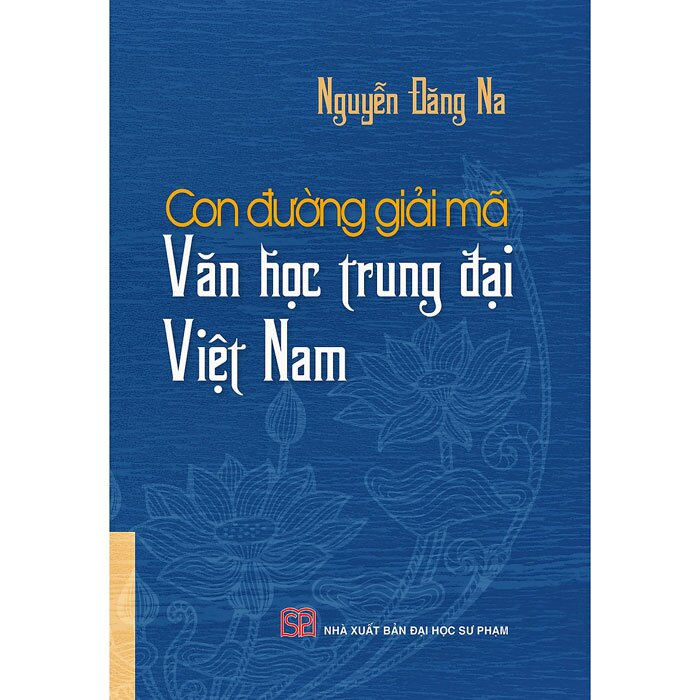 Nguyễn Đăng Na
Con đường giải mã
Văn học trung đại
Việt Nam
SP
NHÀ XUẤT BẢN ĐẠI HỌC SƯ PHẠM